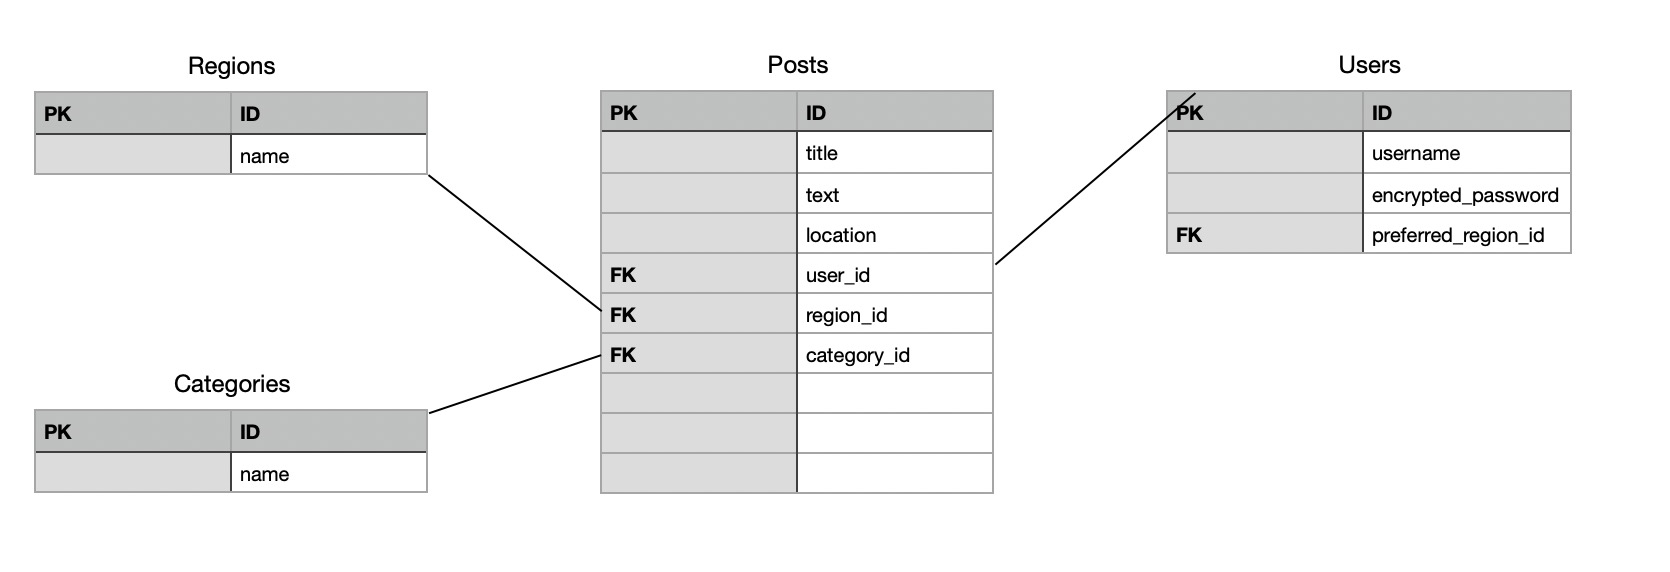 Regions
PK ID
name
Categories
PK ID
name
Posts
PK ID
title
text
location
FK user_id
FK region_id
FK category_id
Users
PK ID
username
encrypted_password
FK preferred_region_id